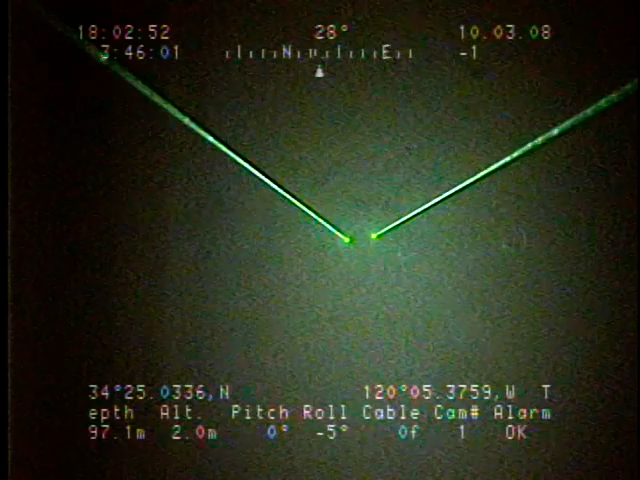 18:02:52 28° 10.03.08
3:46:01 N E -1
34°25.0336,N 120°05.3759,W T
epth Alt. Pitch Roll Cable Cam# Alarm
97.1m 2.0m 0° -5° Of 1 OK